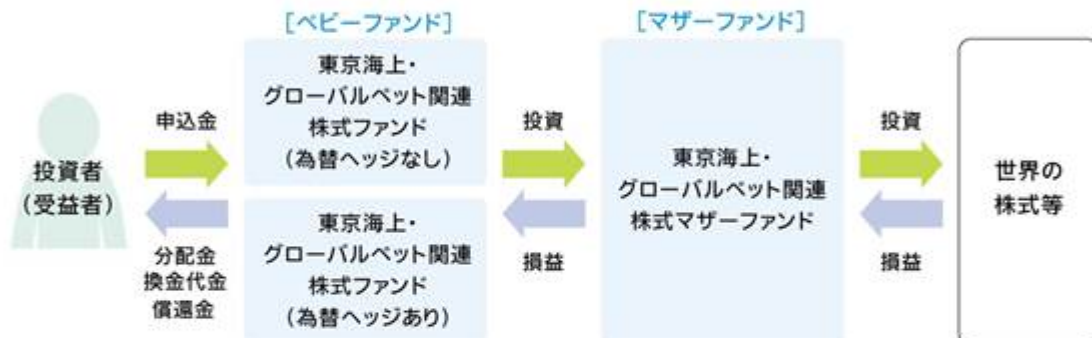 [ベビーファンド]
[マザーファンド]
投資者
(受益者)
申込金
分配金
換金代金
償還金
東京海上・
グローバルペット関連
株式ファンド
(為替ヘッジなし)
東京海上・
グローバルペット関連
株式ファンド
(為替ヘッジあり)
投資
損益
東京海上・
グローバルペット関連
株式マザーファンド
投資
損益
世界の
株式等